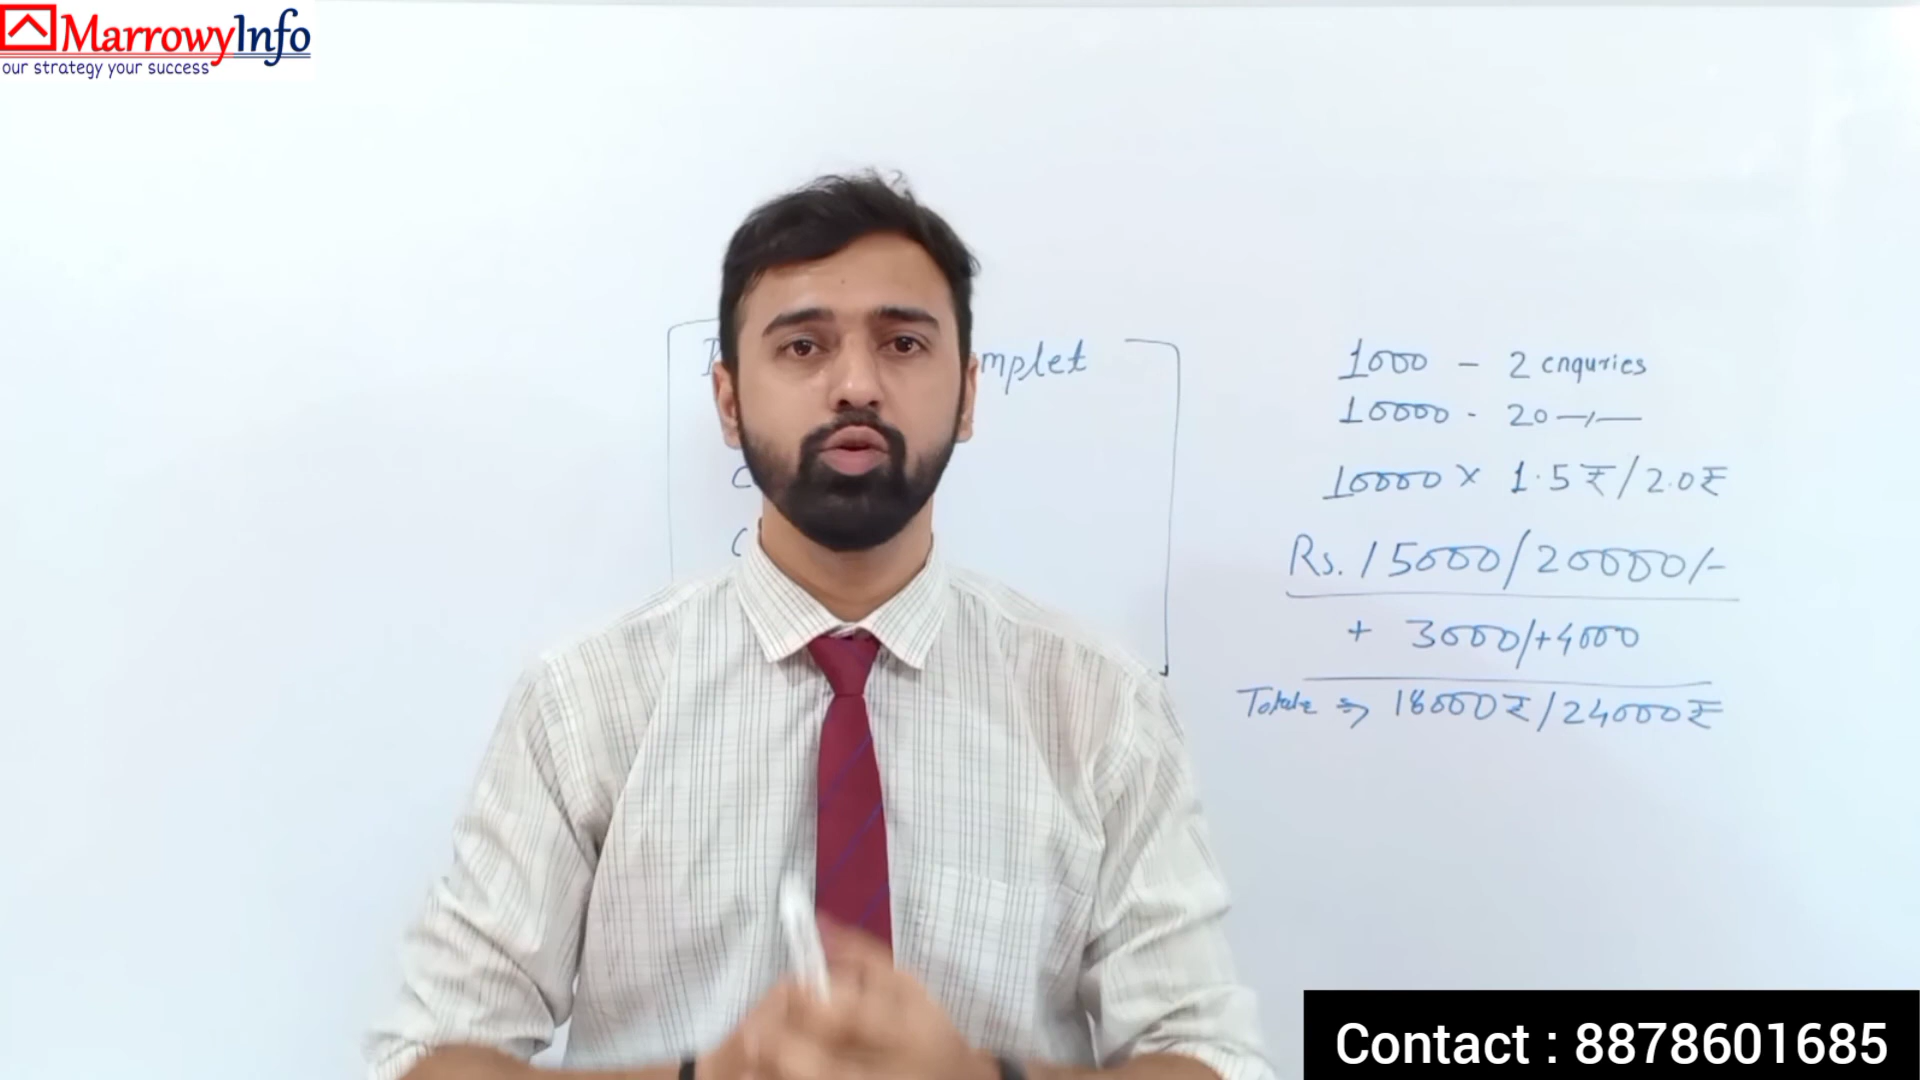 MarrowyInfo
our strategy your success
mplet
1000 - 2 enquries
10000 - 20 —〃—
10000 × 1.5₹/2.0₹
Rs. 15000/20000/-
+ 3000/+4000
Total ⇒ 18000₹/24000₹
Contact : 8878601685